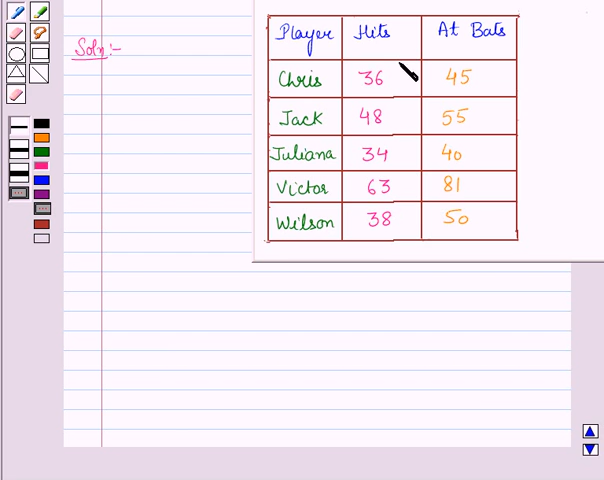 Soln:-
Player Hits At Bats
Chris 36 45
Jack 48 55
Juliana 34 40
Victor 63 81
Wilson 38 50